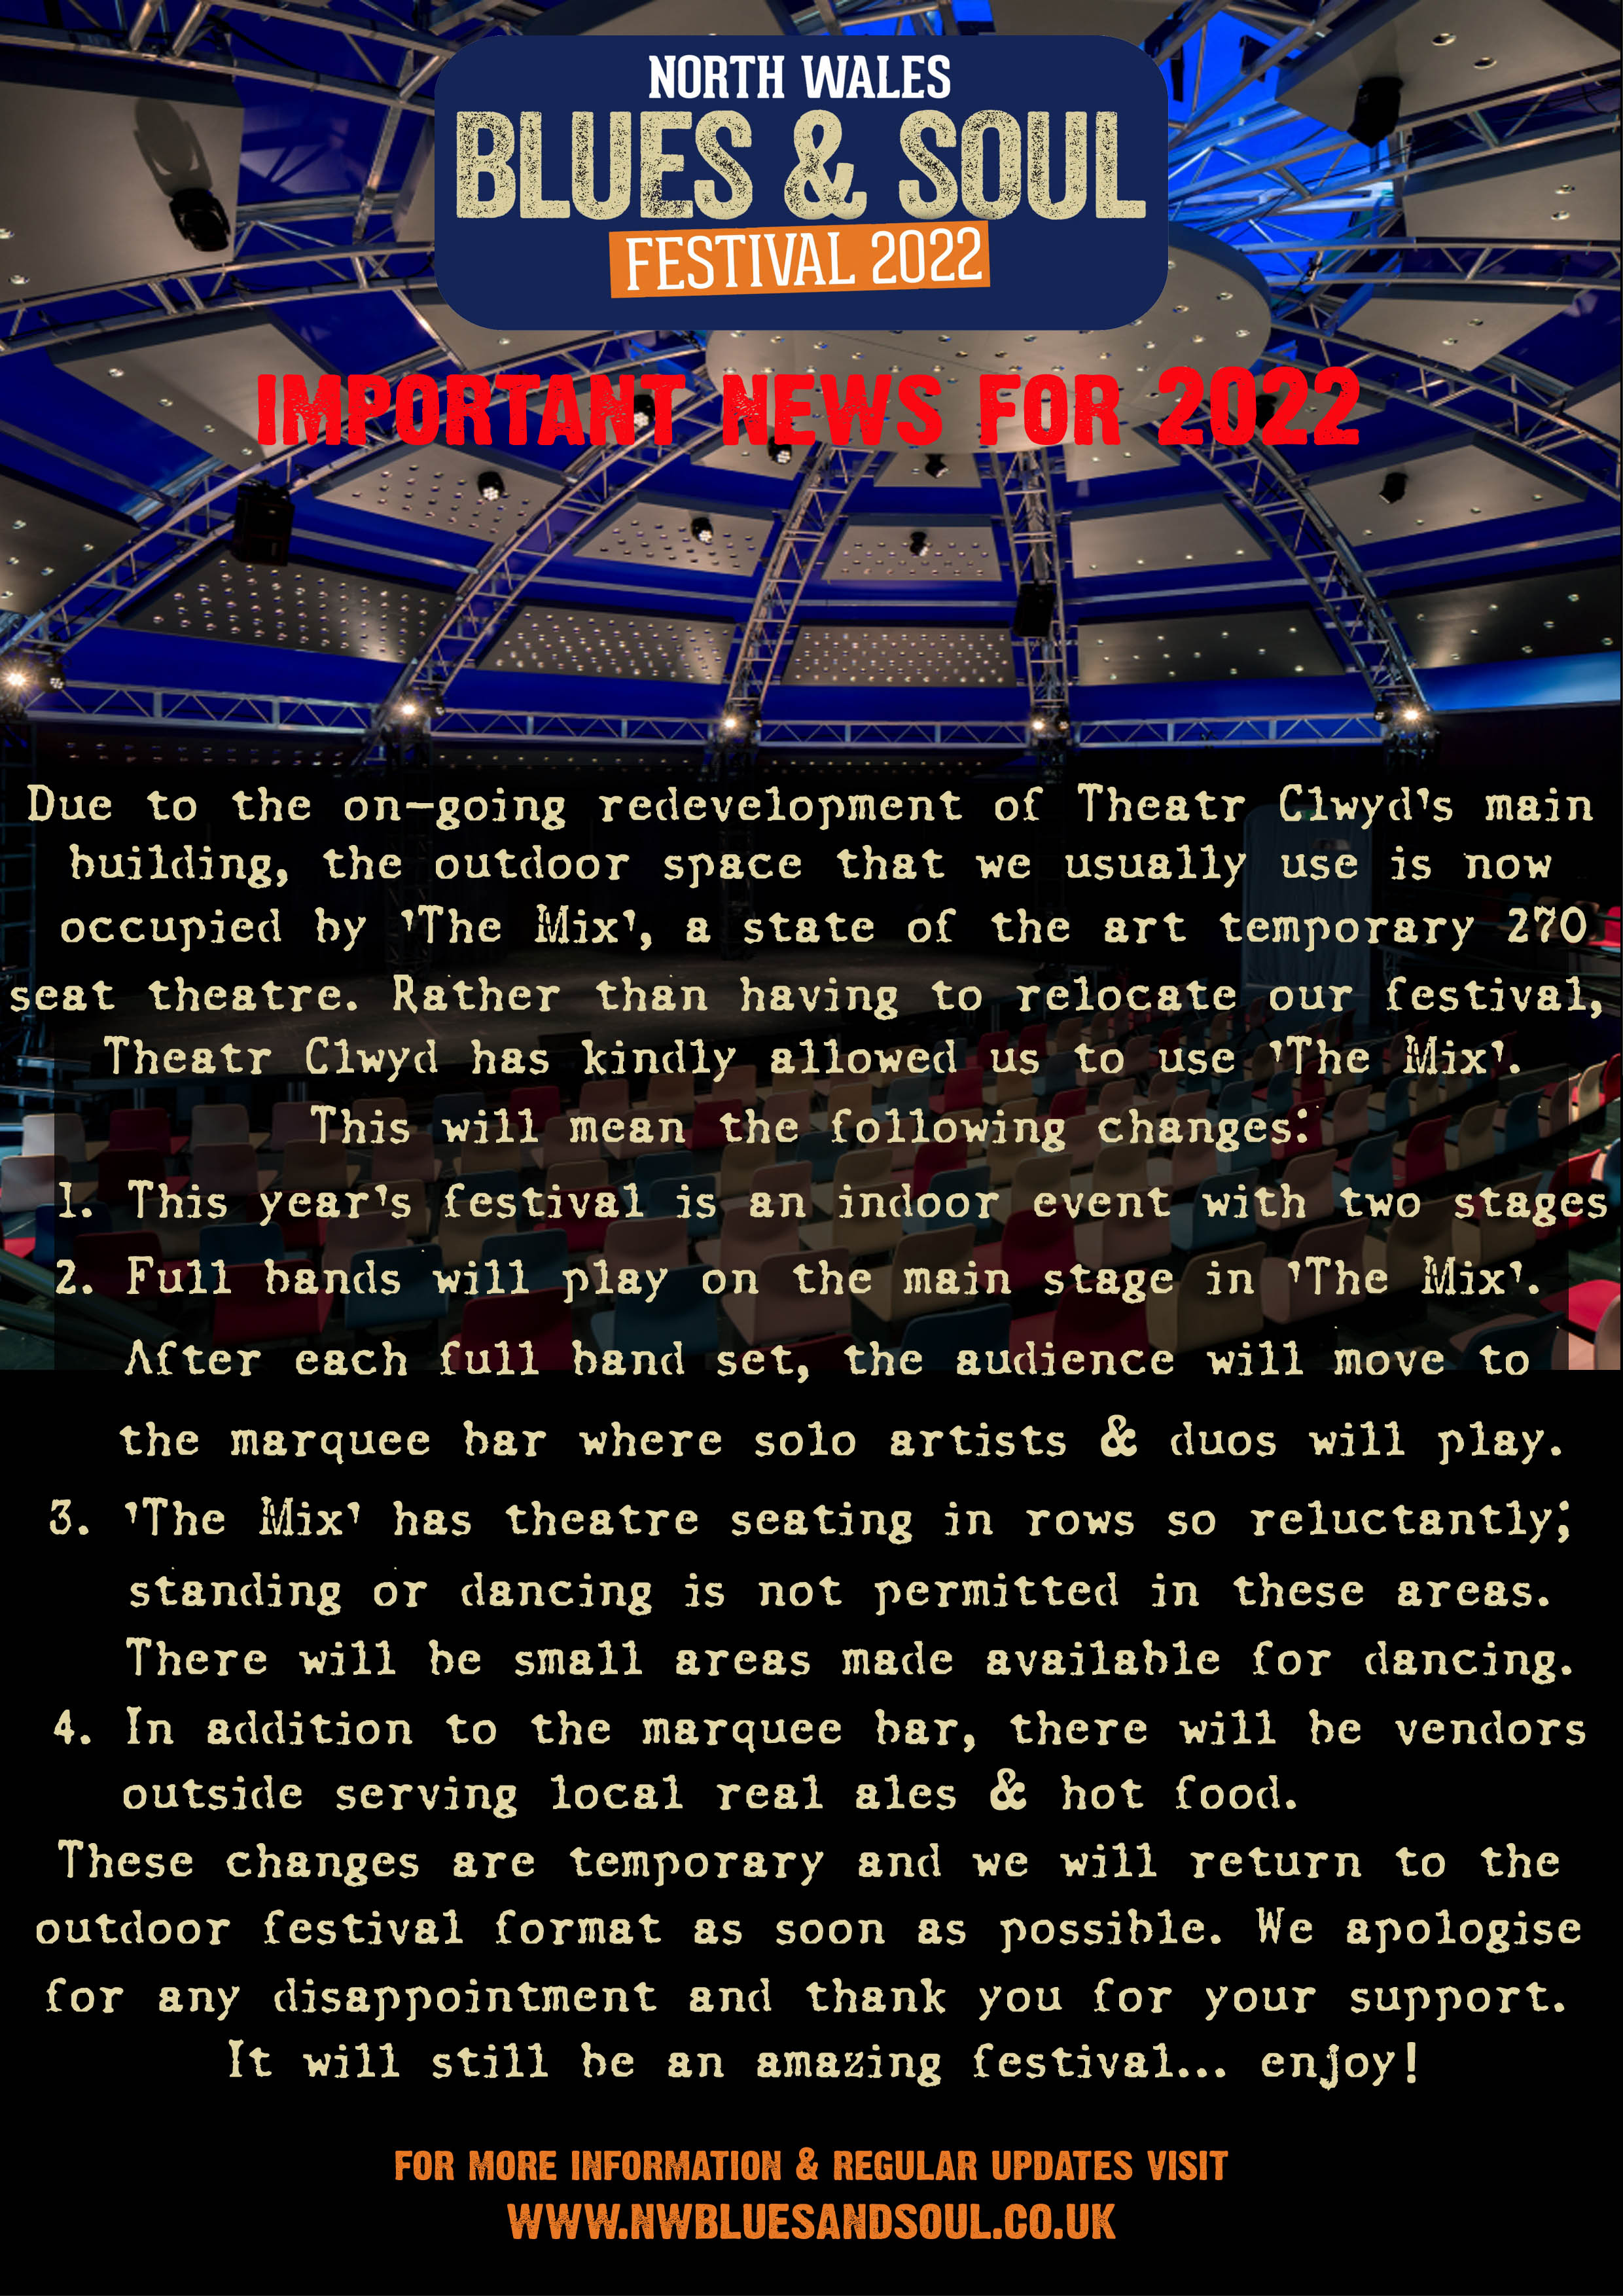 NORTH WALES
BLUES & SOUL
FESTIVAL 2022
IMPORTANT NEWS FOR 2022
Due to the on-going redevelopment of Theatr Clwyd's main
building, the outdoor space that we usually use is now
occupied by 'The Mix', a state of the art temporary 270
seat theatre. Rather than having to relocate our festival,
Theatr Clwyd has kindly allowed us to use 'The Mix'.
This will mean the following changes:
1. This year's festival is an indoor event with two stages
2. Full bands will play on the main stage in 'The Mix'.
After each full band set, the audience will move to
the marquee bar where solo artists & duos will play.
3. 'The Mix' has theatre seating in rows so reluctantly;
standing or dancing is not permitted in these areas.
There will be small areas made available for dancing.
4. In addition to the marquee bar, there will be vendors
outside serving local real ales & hot food.
These changes are temporary and we will return to the
outdoor festival format as soon as possible. We apologise
for any disappointment and thank you for your support.
It will still be an amazing festival... enjoy!
FOR MORE INFORMATION & REGULAR UPDATES VISIT
WWW.NWBLUESANDSOUL.CO.UK